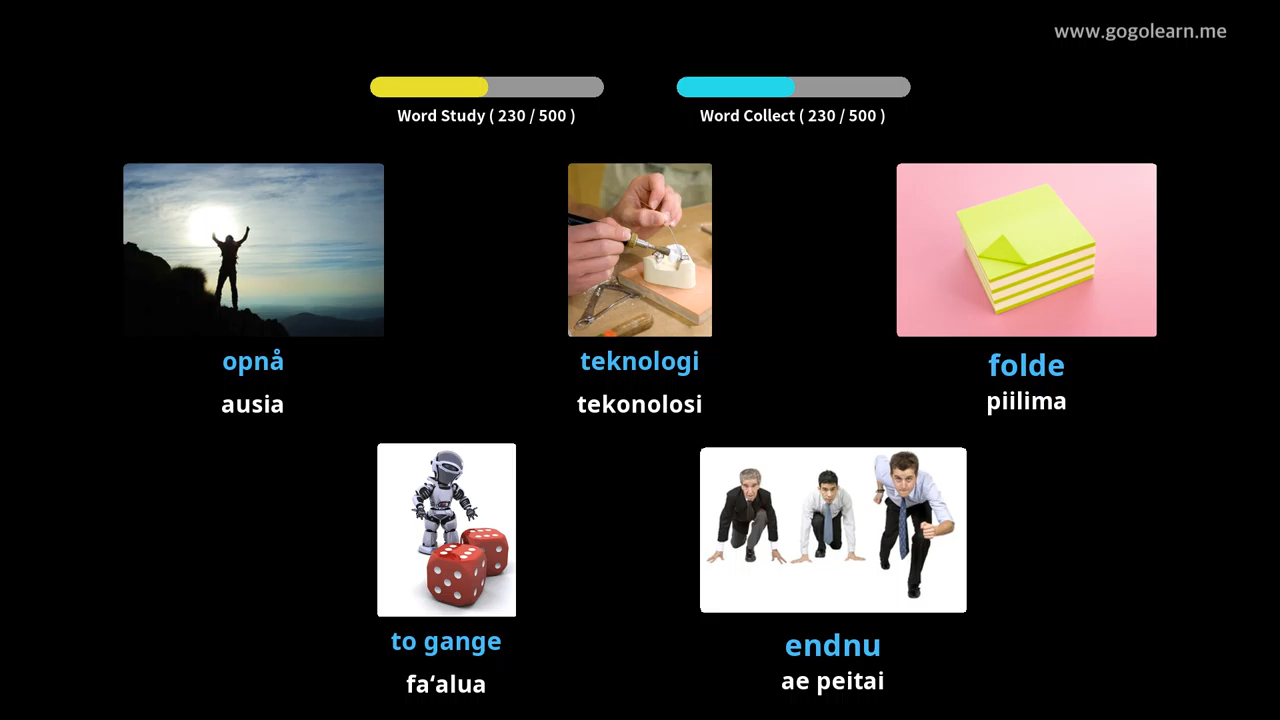 www.gogolearn.me
Word Study ( 230 / 500 )
Word Collect ( 230 / 500 )
opnå
teknologi
folde
ausia
tekonolosi
piilima
to gange
endnu
fa‘alua
ae peitai